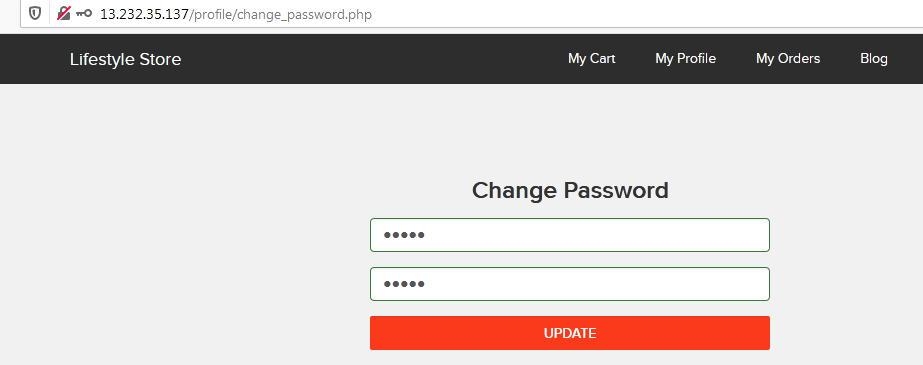 13.232.35.137/profile/change_password.php
Lifestyle Store My Cart My Profile My Orders Blog
Change Password
●●●●●
●●●●●
UPDATE